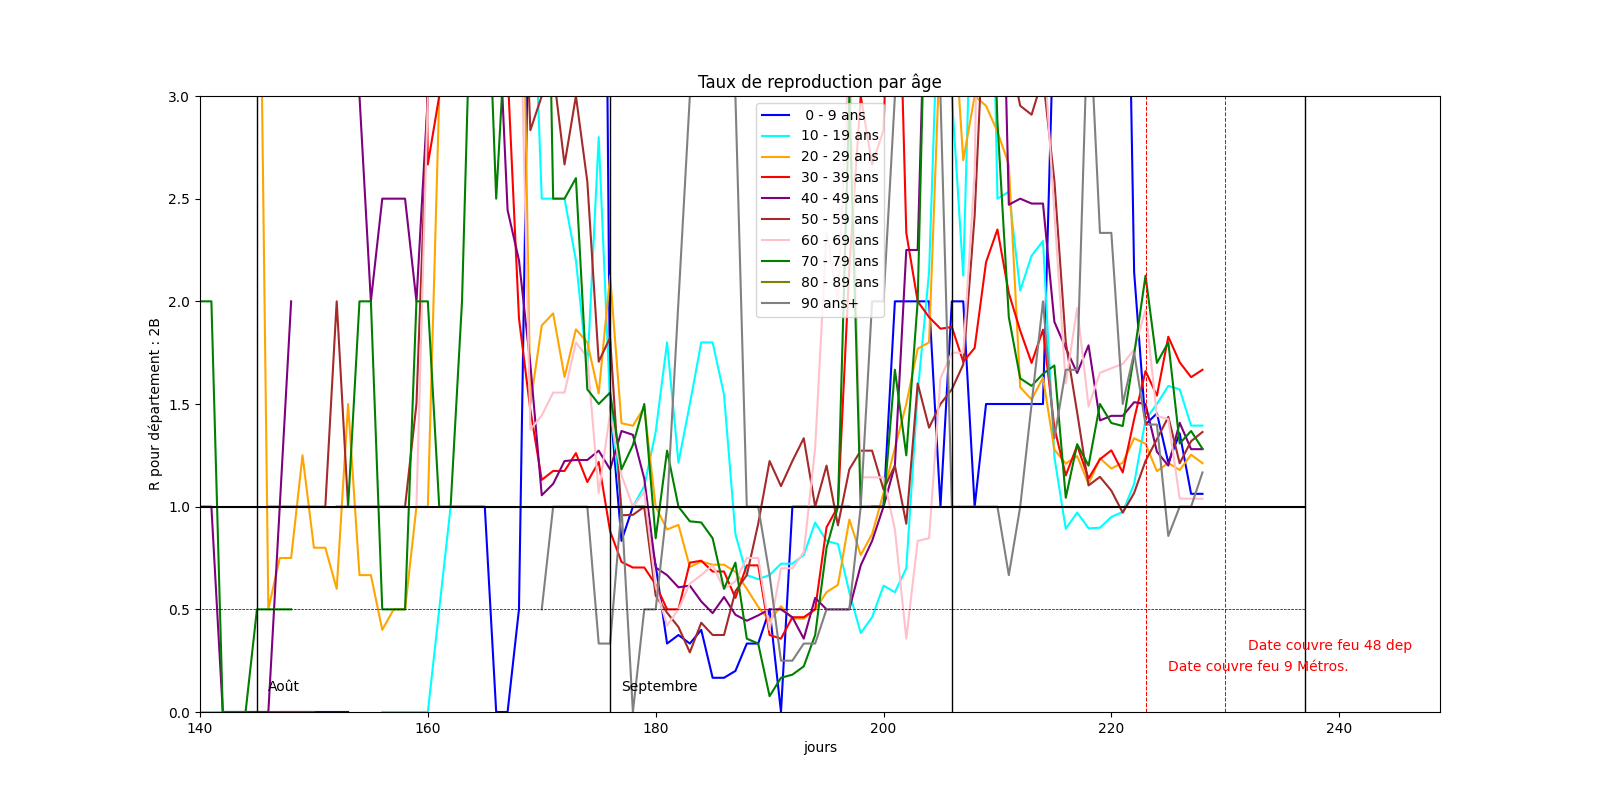 Taux de reproduction par âge
R pour département : 2B
3.0
2.5
2.0
1.5
1.0
0.5
0.0
0 - 9 ans
10 - 19 ans
20 - 29 ans
30 - 39 ans
40 - 49 ans
50 - 59 ans
60 - 69 ans
70 - 79 ans
80 - 89 ans
90 ans+
Date couvre feu 48 dep
Date couvre feu 9 Métros.
Août
Septembre
140
160
180
200
220
240
jours